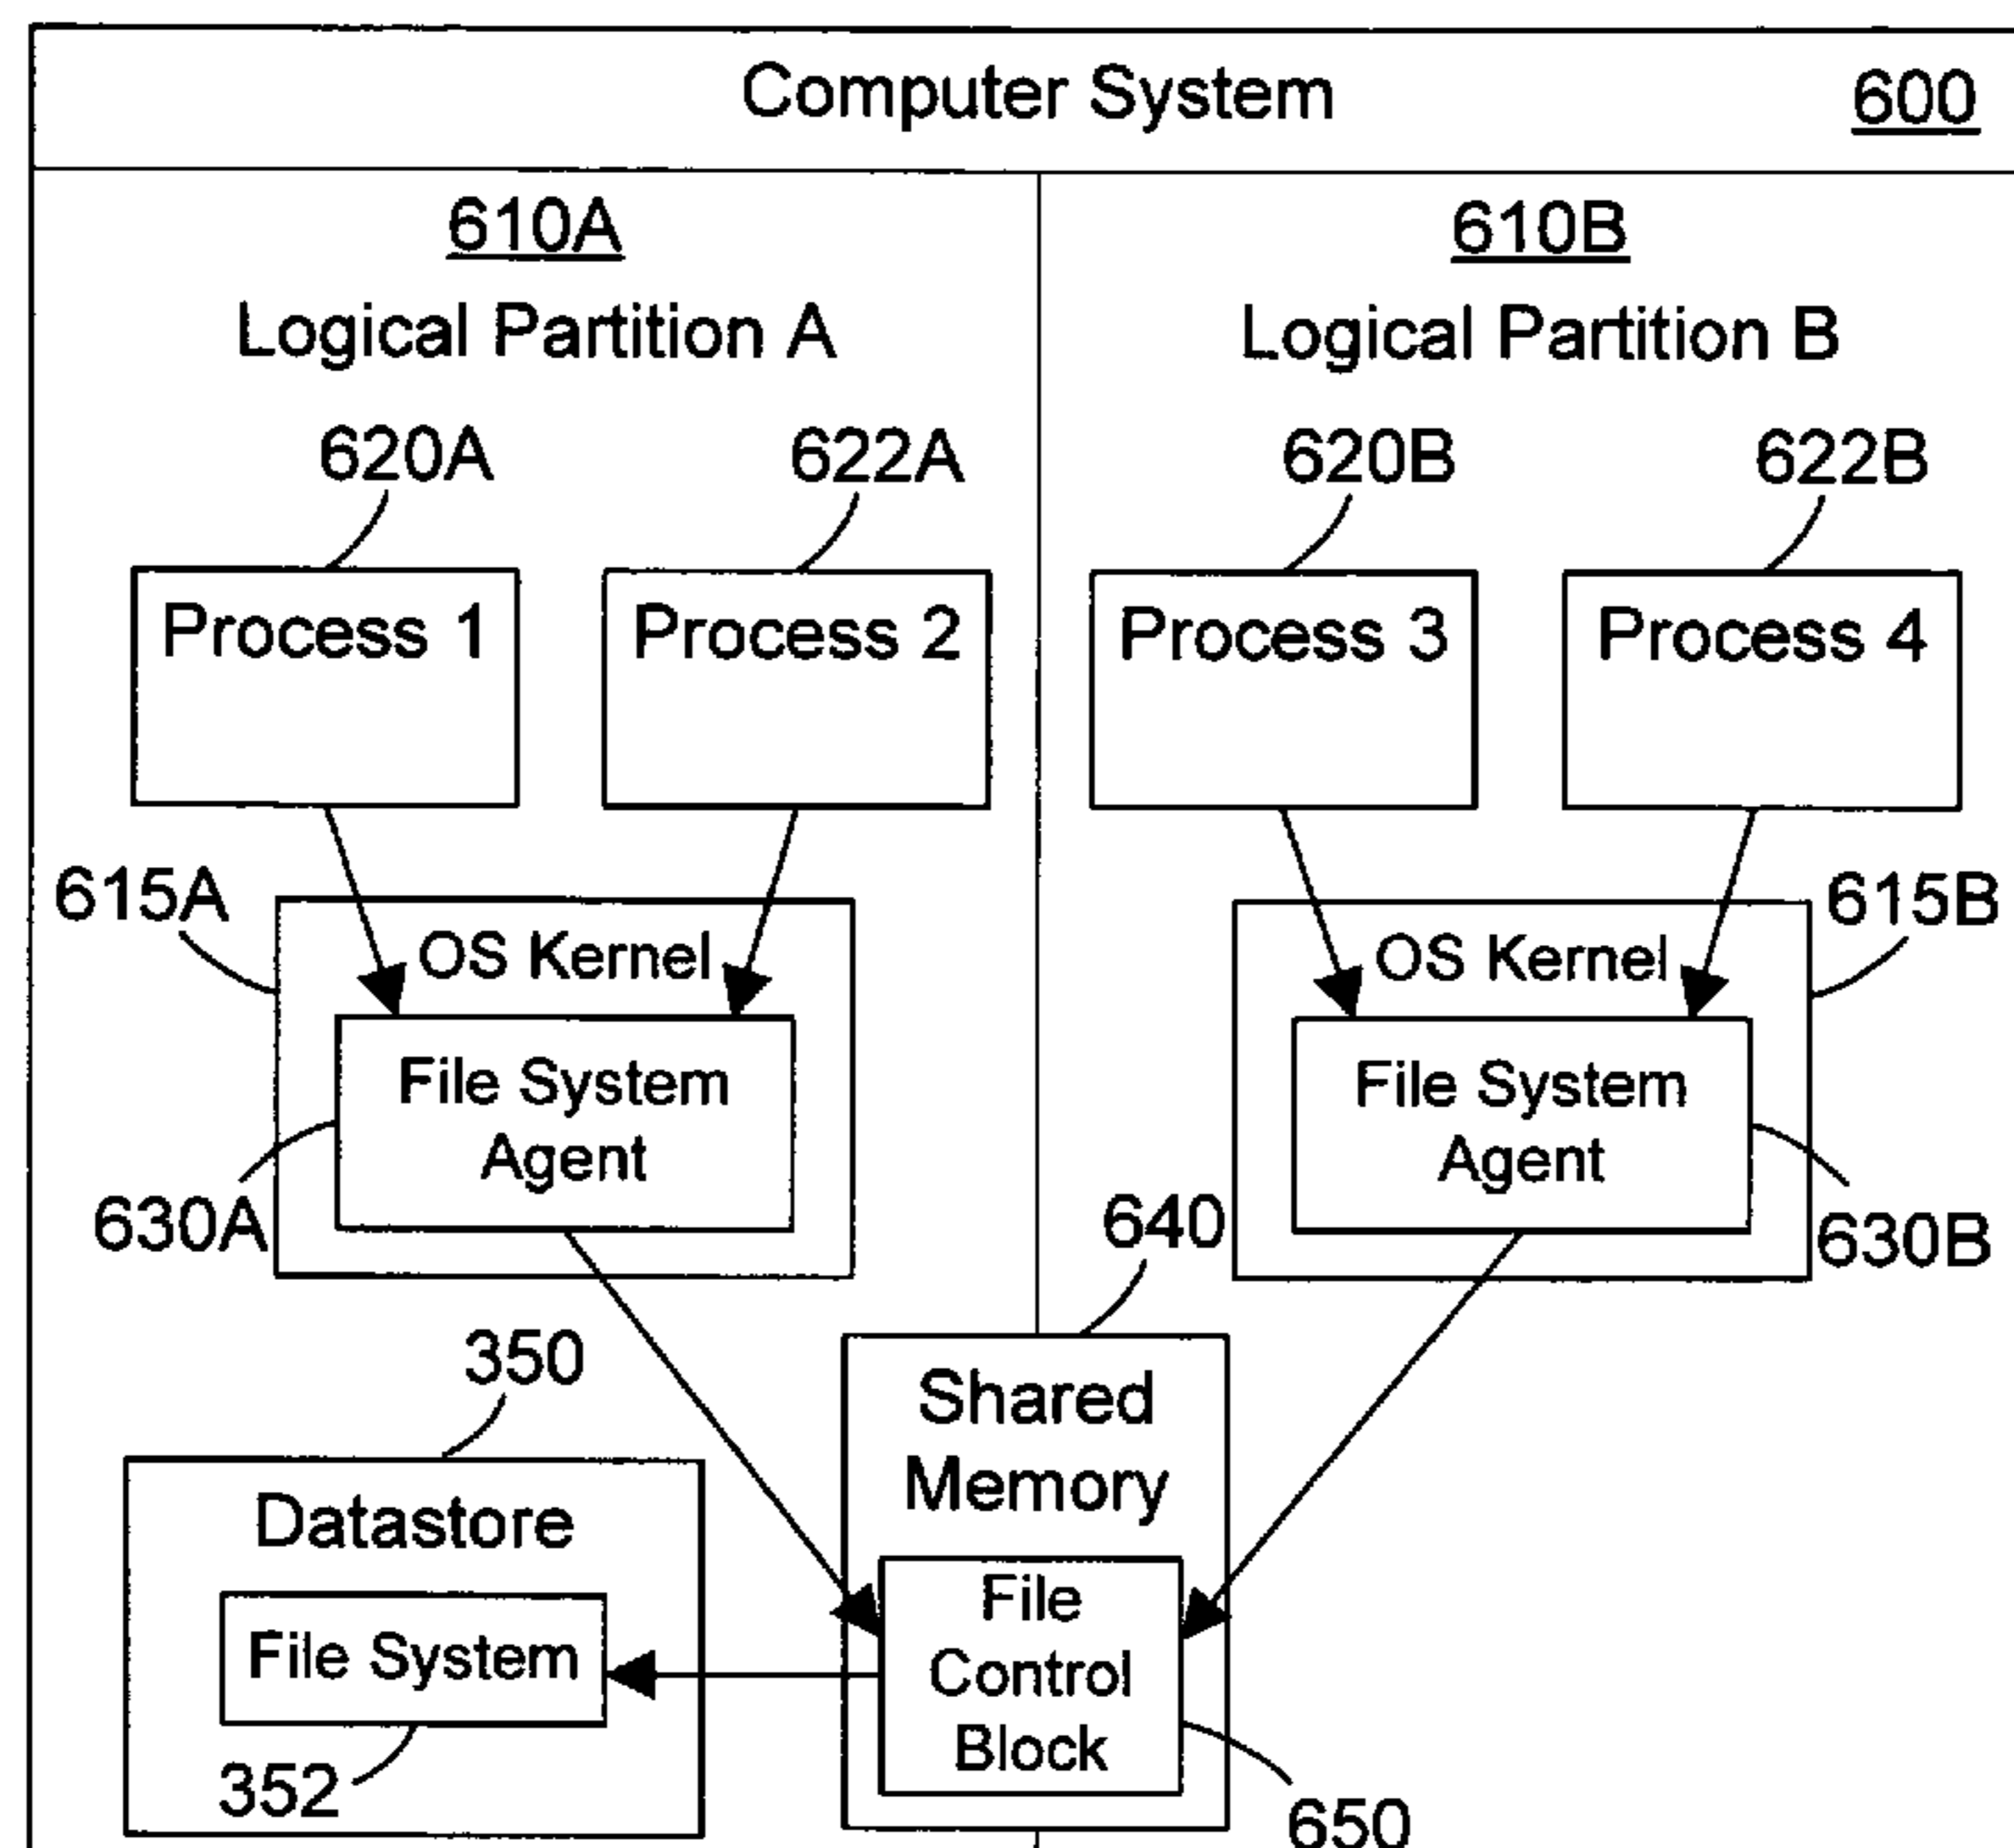 Computer System 600
610A 610B
Logical Partition A Logical Partition B
620A 622A 620B 622B
Process 1 Process 2 Process 3 Process 4
615A 615B
OS Kernel OS Kernel
File System
Agent
File System
Agent
630A 640 630B
350
Shared
Memory
Datastore
File System
File
Control
Block
352
650